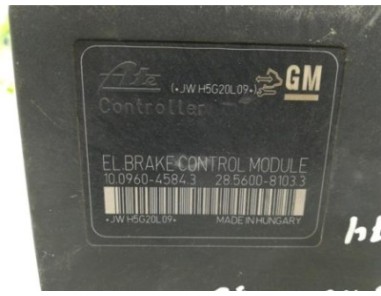 Ate (•JW H5G20L09•) GM
Controller
EL.BRAKE CONTROL MODULE
10.0960-4584.3 28.5600-8103.3
•JW H5G20L09• MADE IN HUNGARY